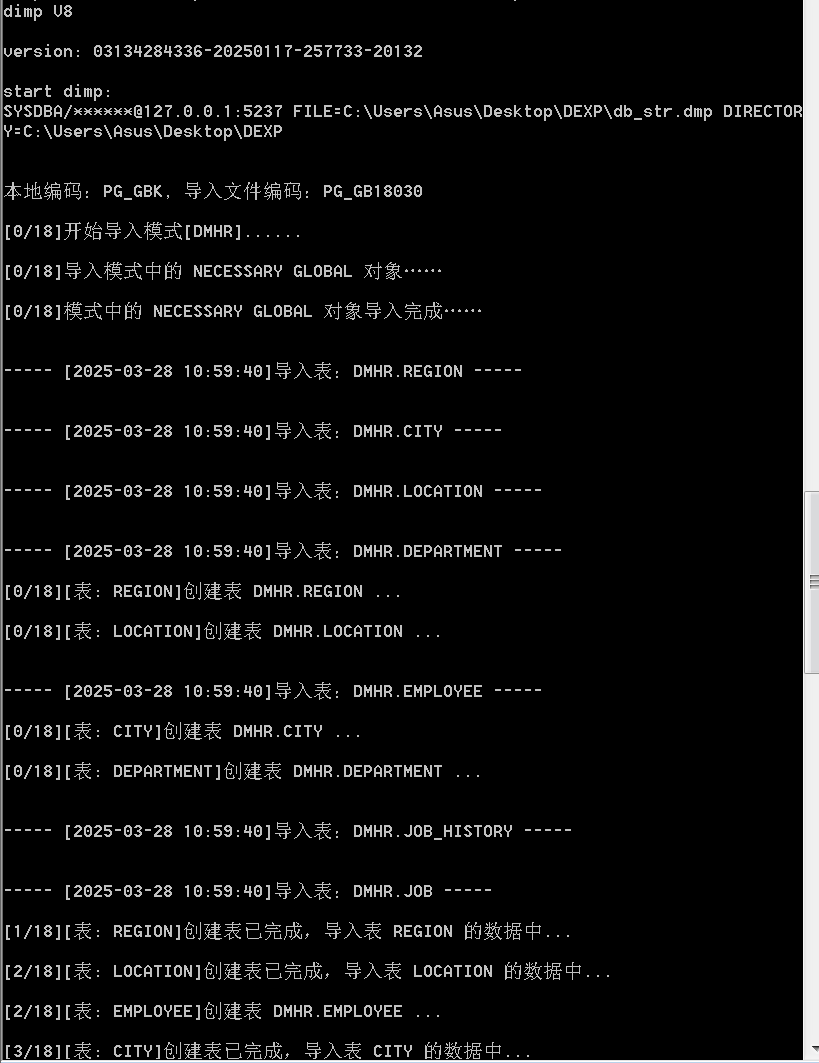 dimp V8
version: 03134284336-20250117-257733-20132
start dimp:
SYSDBA/******@127.0.0.1:5237 FILE=C:\Users\Asus\Desktop\DEXP\db_str.dmp DIRECTOR
Y=C:\Users\Asus\Desktop\DEXP
本地编码：PG_GBK, 导入文件编码：PG_GB18030
[0/18]开始导入模式[DMHR]......
[0/18]导入模式中的 NECESSARY GLOBAL 对象……
[0/18]模式中的 NECESSARY GLOBAL 对象导入完成……
----- [2025-03-28 10:59:40]导入表：DMHR.REGION -----
----- [2025-03-28 10:59:40]导入表：DMHR.CITY -----
----- [2025-03-28 10:59:40]导入表：DMHR.LOCATION -----
----- [2025-03-28 10:59:40]导入表：DMHR.DEPARTMENT -----
[0/18][表：REGION]创建表 DMHR.REGION ...
[0/18][表：LOCATION]创建表 DMHR.LOCATION ...
----- [2025-03-28 10:59:40]导入表：DMHR.EMPLOYEE -----
[0/18][表：CITY]创建表 DMHR.CITY ...
[0/18][表：DEPARTMENT]创建表 DMHR.DEPARTMENT ...
----- [2025-03-28 10:59:40]导入表：DMHR.JOB_HISTORY -----
----- [2025-03-28 10:59:40]导入表：DMHR.JOB -----
[1/18][表：REGION]创建表已完成，导入表 REGION 的数据中...
[2/18][表：LOCATION]创建表已完成，导入表 LOCATION 的数据中...
[2/18][表：EMPLOYEE]创建表 DMHR.EMPLOYEE ...
[3/18][表：CITY]创建表已完成，导入表 CITY 的数据中...